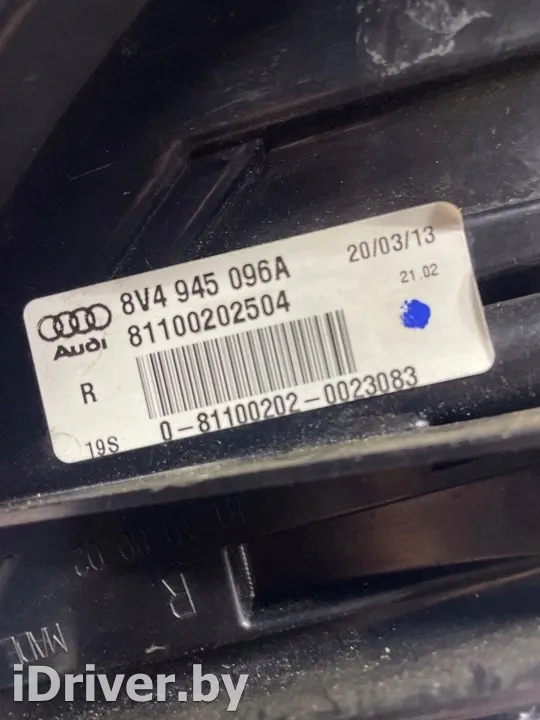 8V4 945 096A
20/03/13
Audi
81100202504
21.02
R
19S
0-81100202-0023083
R
iDriver.by